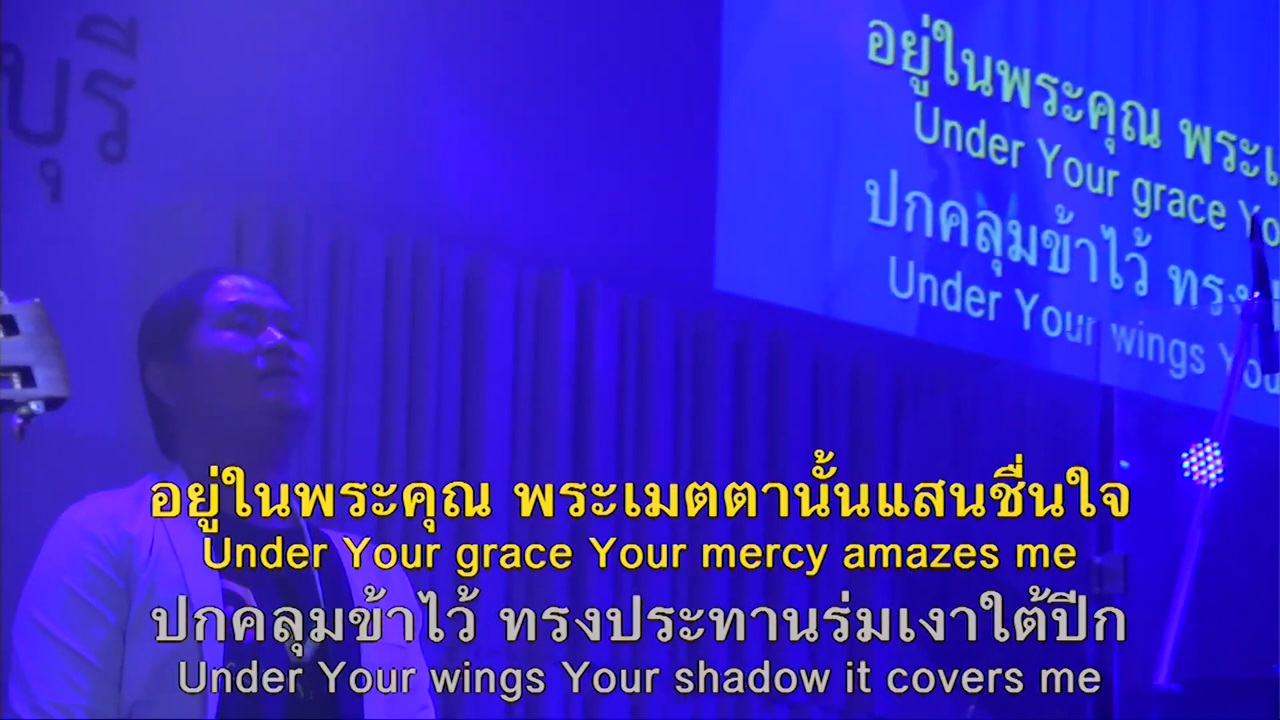 บุรี
อยู่ในพระคุณ พระเ
Under Your grace Yo
ปกคลุมข้าไว้ ทรง
Under Your wings You
อยู่ในพระคุณ พระเมตตานั้นแสนชื่นใจ
Under Your grace Your mercy amazes me
ปกคลุมข้าไว้ ทรงประทานร่มเงาใต้ปีก
Under Your wings Your shadow it covers me